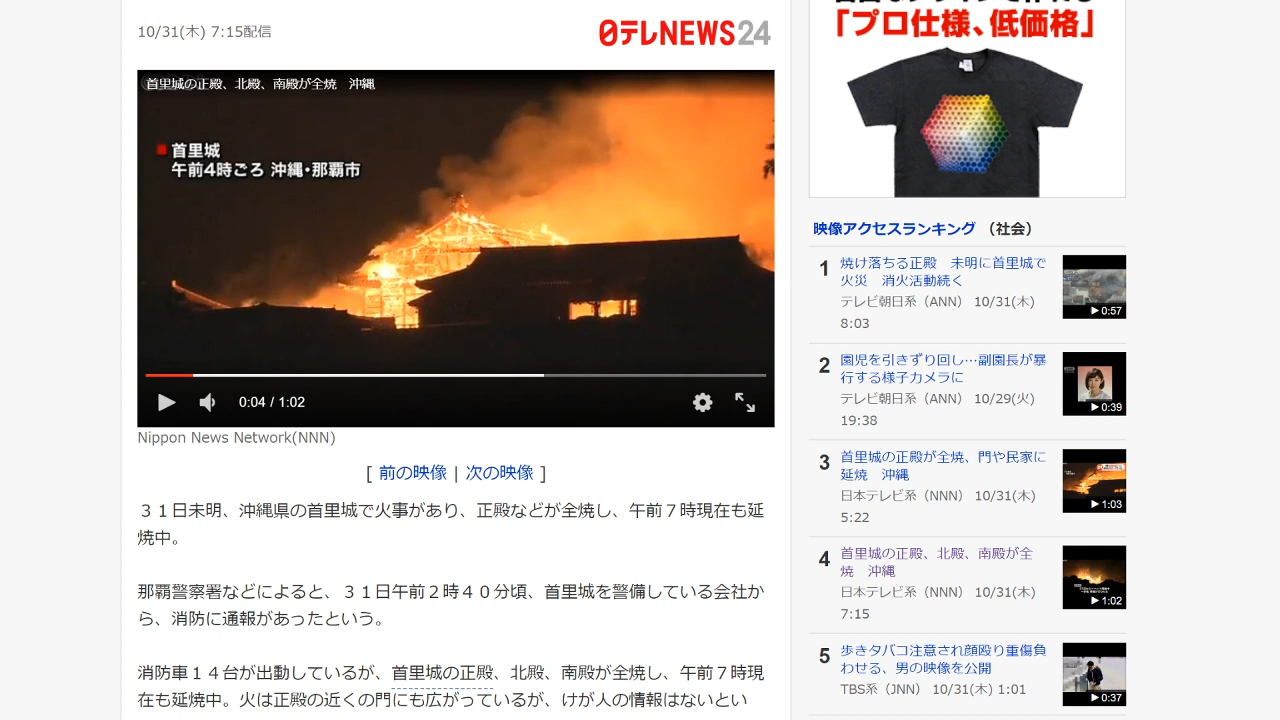 10/31(木) 7:15配信
日テレNEWS24
首里城の正殿、北殿、南殿が全焼　沖縄
首里城
午前4時ごろ 沖縄・那覇市
0:04 / 1:02
Nippon News Network(NNN)
[ 前の映像 | 次の映像 ]
３１日未明、沖縄県の首里城で火事があり、正殿などが全焼し、午前７時現在も延
焼中。
那覇警察署などによると、３１日午前２時４０分頃、首里城を警備している会社か
ら、消防に通報があったという。
消防車１４台が出動しているが、首里城の正殿、北殿、南殿が全焼し、午前７時現
在も延焼中。火は正殿の近くの門にも広がっているが、けが人の情報はないとい
「プロ仕様、低価格」
映像アクセスランキング （社会）
1
焼け落ちる正殿　未明に首里城で
火災　消火活動続く
テレビ朝日系（ANN） 10/31(木)
8:03
0:57
2
園児を引きずり回し…副園長が暴
行する様子カメラに
テレビ朝日系（ANN） 10/29(火)
19:38
0:39
3
首里城の正殿が全焼、門や民家に
延焼　沖縄
日本テレビ系（NNN） 10/31(木)
5:22
1:03
4
首里城の正殿、北殿、南殿が全
焼　沖縄
日本テレビ系（NNN） 10/31(木)
7:15
1:02
5
歩きタバコ注意され顔殴り重傷負
わせる、男の映像を公開
TBS系（JNN） 10/31(木) 1:01
0:37